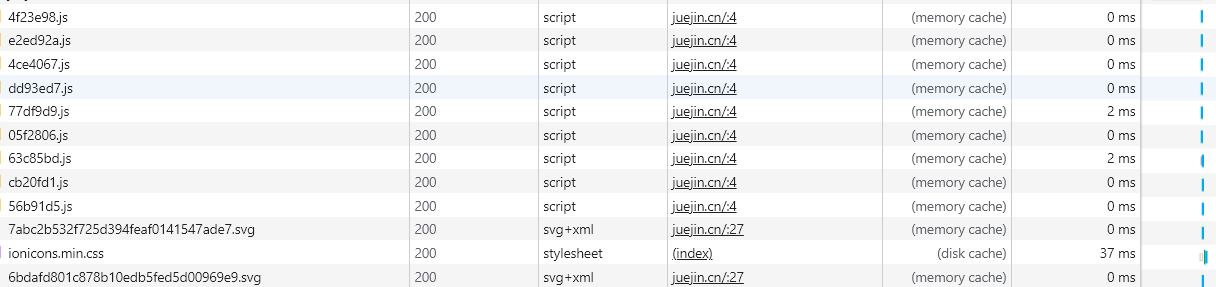 4f23e98.js 200 script juejin.cn/:4 (memory cache) 0 ms
e2ed92a.js 200 script juejin.cn/:4 (memory cache) 0 ms
4ce4067.js 200 script juejin.cn/:4 (memory cache) 0 ms
dd93ed7.js 200 script juejin.cn/:4 (memory cache) 0 ms
77df9d9.js 200 script juejin.cn/:4 (memory cache) 2 ms
05f2806.js 200 script juejin.cn/:4 (memory cache) 0 ms
63c85bd.js 200 script juejin.cn/:4 (memory cache) 2 ms
cb20fd1.js 200 script juejin.cn/:4 (memory cache) 0 ms
56b91d5.js 200 script juejin.cn/:4 (memory cache) 0 ms
7abc2b532f725d394feaf0141547ade7.svg 200 svg+xml juejin.cn/:27 (memory cache) 0 ms
ionicons.min.css 200 stylesheet (index) (disk cache) 37 ms
6bdafd801c878b10edb5fed5d00969e9.svg 200 svg+xml juejin.cn/:27 (memory cache) 0 ms